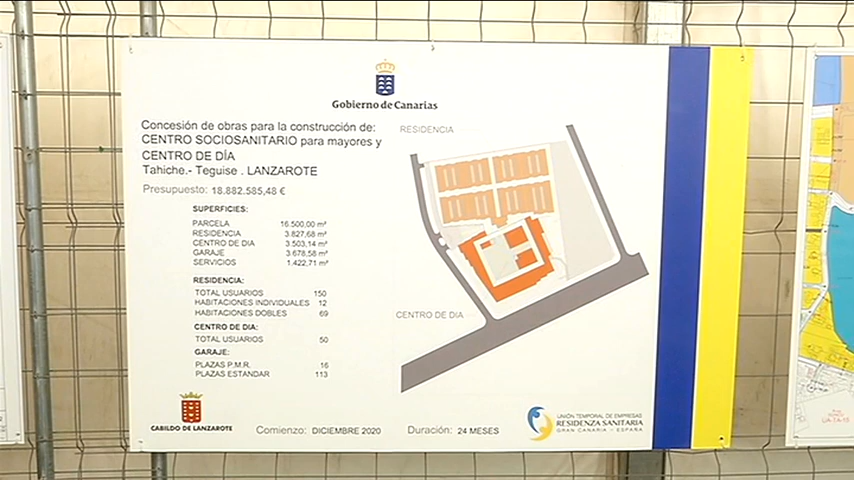 Gobierno de Canarias
Concesión de obras para la construcción de:
CENTRO SOCIOSANITARIO para mayores y
CENTRO DE DÍA
Tahiche.- Teguise . LANZAROTE
Presupuesto: 18.882.585,48 €
SUPERFICIES:
PARCELA 16.500,00 m²
RESIDENCIA 3.827,68 m²
CENTRO DE DIA 3.503,14 m²
GARAJE 3.678,58 m²
SERVICIOS 1.422,71 m²
RESIDENCIA:
TOTAL USUARIOS 150
HABITACIONES INDIVIDUALES 12
HABITACIONES DOBLES 69
CENTRO DE DIA:
TOTAL USUARIOS 50
GARAJE:
PLAZAS P.M.R. 16
PLAZAS ESTANDAR 113
RESIDENCIA
CENTRO DE DIA
CABILDO DE LANZAROTE
Comienzo: DICIEMBRE 2020 Duración: 24 MESES
UNIÓN TEMPORAL DE EMPRESAS
RESIDENZA SANITARIA
GRAN CANARIA - ESPAÑA